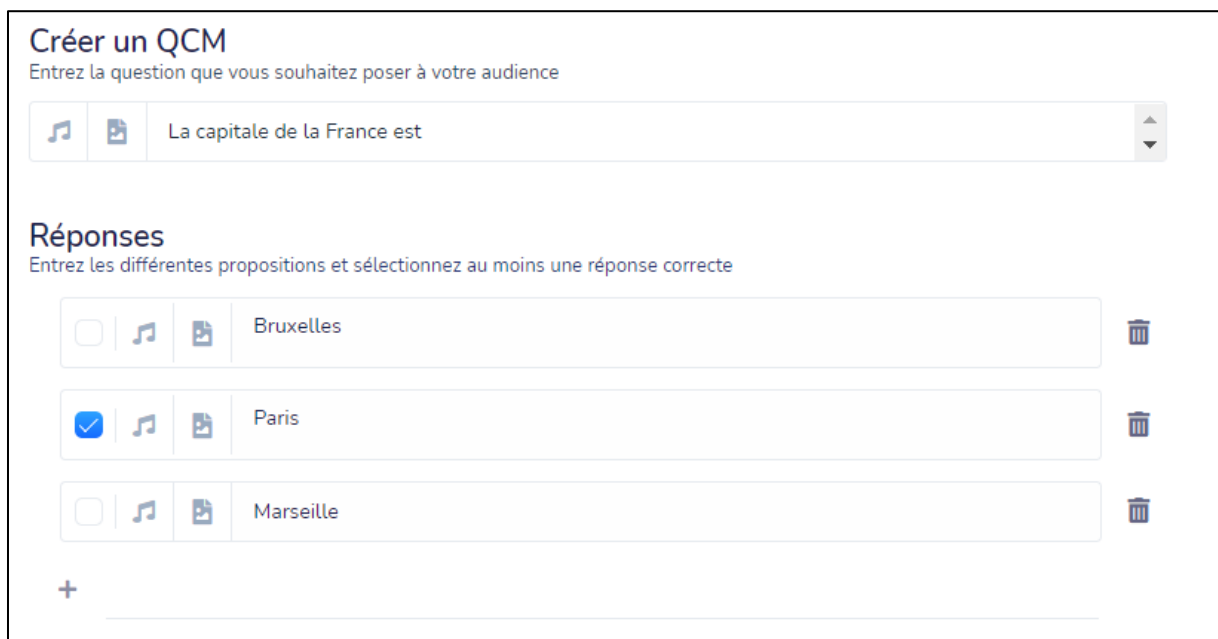 Créer un QCM
Entrez la question que vous souhaitez poser à votre audience
La capitale de la France est
Réponses
Entrez les différentes propositions et sélectionnez au moins une réponse correcte
Bruxelles
Paris
Marseille
+